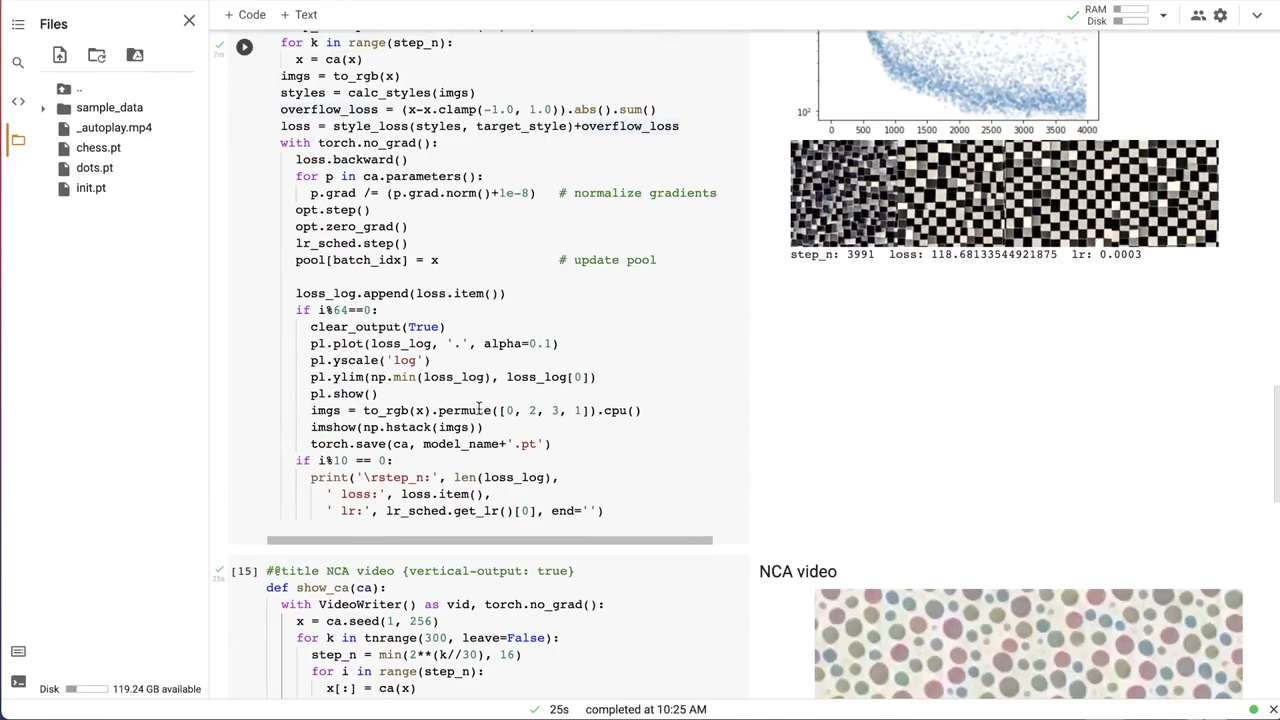 Files
+ Code + Text
RAM
Disk
..
sample_data
_autoplay.mp4
chess.pt
dots.pt
init.pt
7m
for k in range(step_n):
x = ca(x)
imgs = to_rgb(x)
styles = calc_styles(imgs)
overflow_loss = (x-x.clamp(-1.0, 1.0)).abs().sum()
loss = style_loss(styles, target_style)+overflow_loss
with torch.no_grad():
loss.backward()
for p in ca.parameters():
p.grad /= (p.grad.norm()+1e-8) # normalize gradients
opt.step()
opt.zero_grad()
lr_sched.step()
pool[batch_idx] = x # update pool
loss_log.append(loss.item())
if i%64==0:
clear_output(True)
pl.plot(loss_log, '.', alpha=0.1)
pl.yscale('log')
pl.ylim(np.min(loss_log), loss_log[0])
pl.show()
imgs = to_rgb(x).permute([0, 2, 3, 1]).cpu()
imshow(np.hstack(imgs))
torch.save(ca, model_name+'.pt')
if i%10 == 0:
print('\rstep_n:', len(loss_log),
' loss:', loss.item(),
' lr:', lr_sched.get_lr()[0], end='')
10²
0 500 1000 1500 2000 2500 3000 3500 4000
step_n: 3991 loss: 118.68133544921875 lr: 0.0003
25s
[15] #@title NCA video {vertical-output: true}
def show_ca(ca):
with VideoWriter() as vid, torch.no_grad():
x = ca.seed(1, 256)
for k in tnrange(300, leave=False):
step_n = min(2**(k//30), 16)
for i in range(step_n):
x[:] = ca(x)
NCA video
Disk 119.24 GB available
25s completed at 10:25 AM